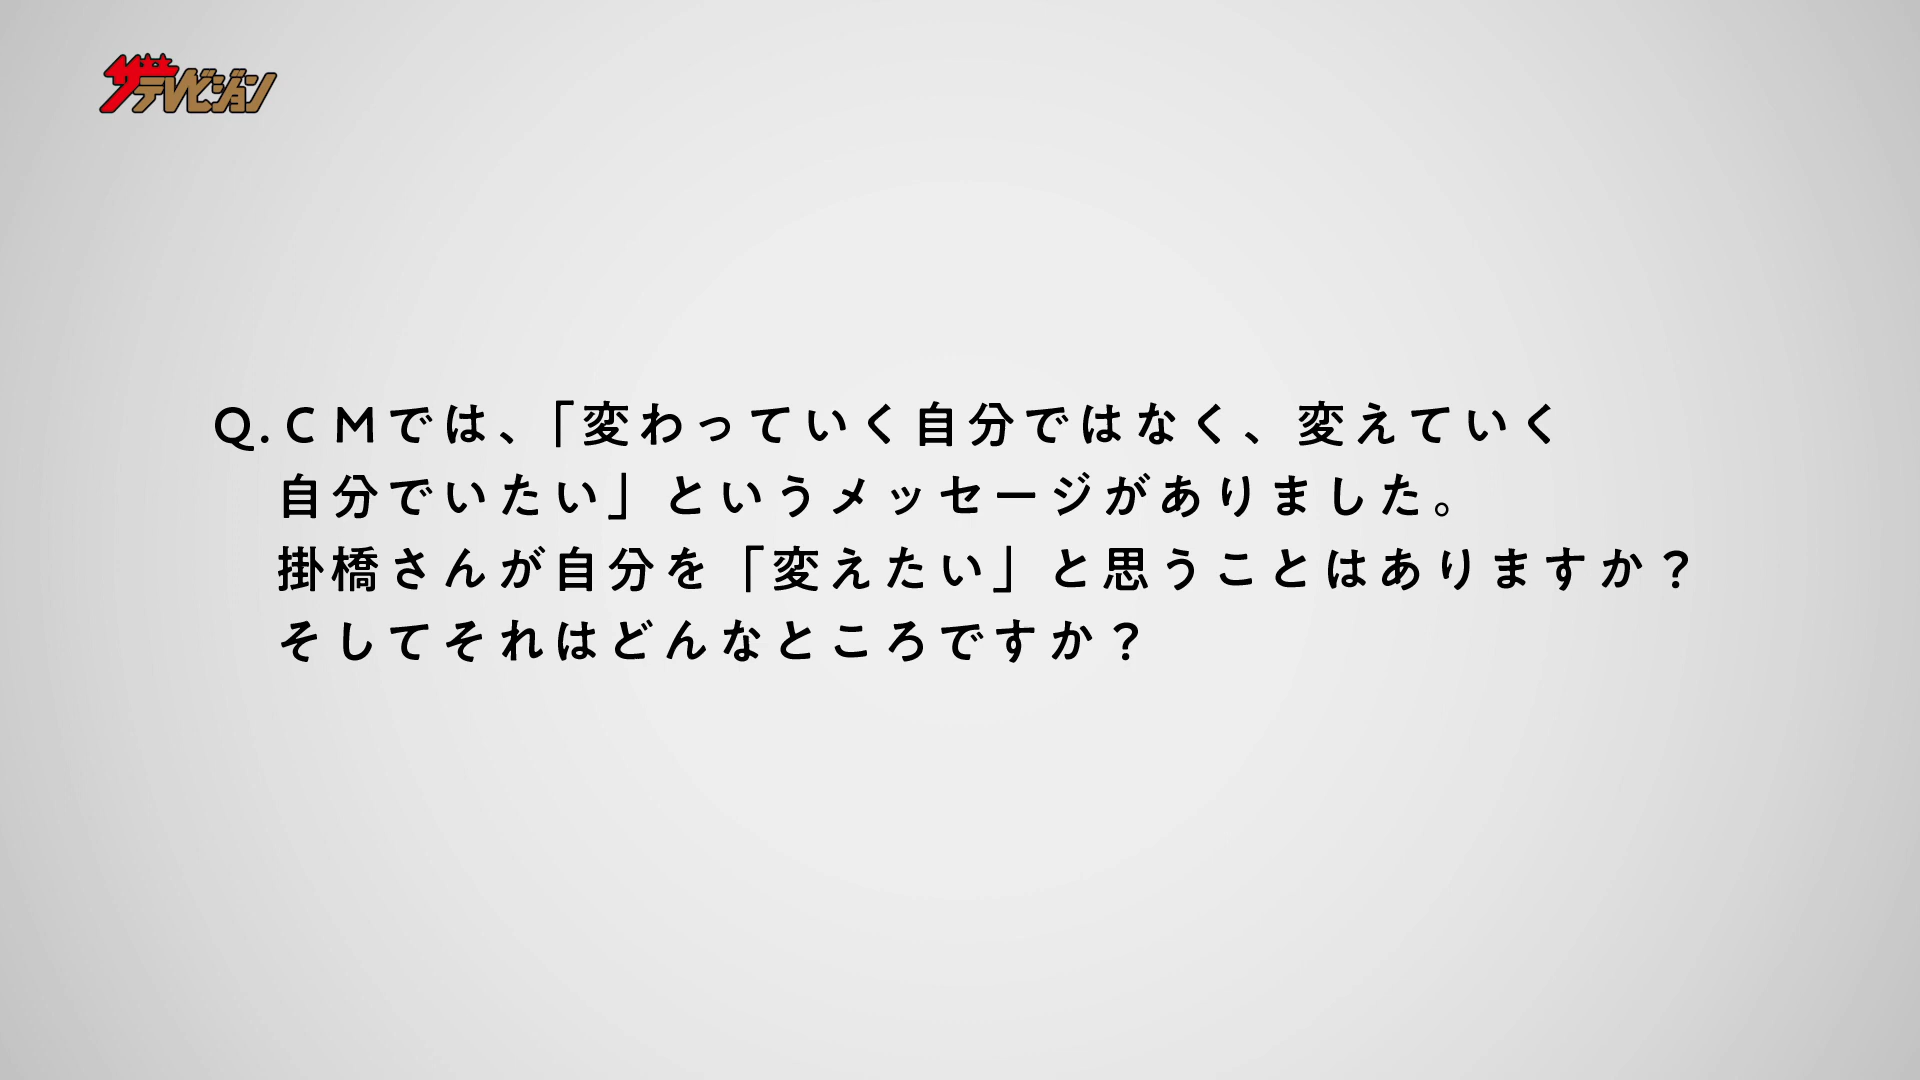 ザテレビジョン
Q.CMでは、「変わっていく自分ではなく、変えていく
自分でいたい」というメッセージがありました。
掛橋さんが自分を「変えたい」と思うことはありますか？
そしてそれはどんなところですか？